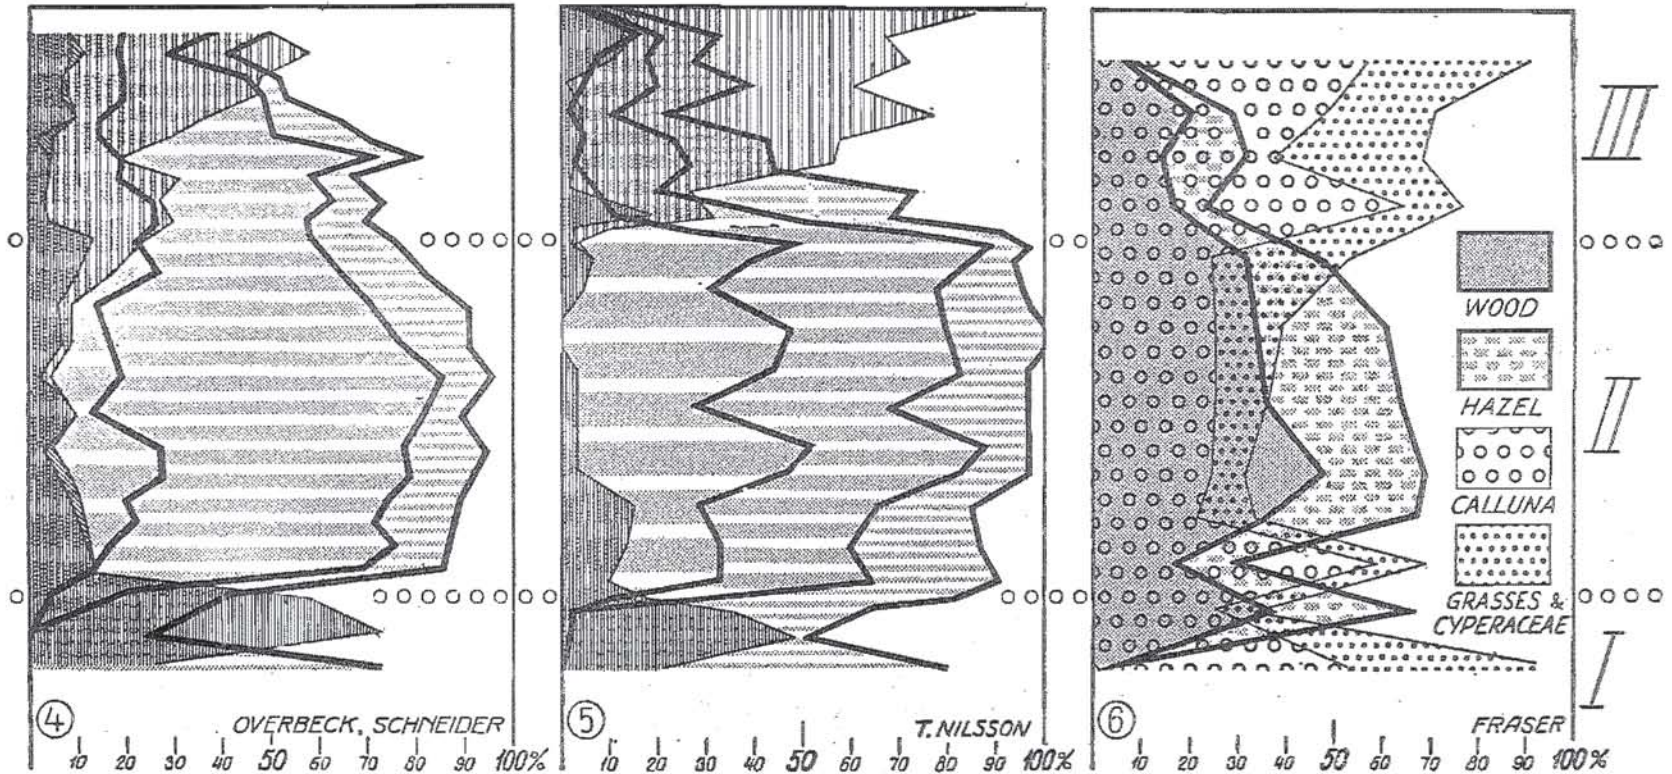 III
WOOD
HAZEL
II
CALLUNA
GRASSES &
CYPERACEAE
I
④ OVERBECK, SCHNEIDER
⑤ T. NILSSON
⑥ FRASER
10 20 30 40 50 60 70 80 90 100%
10 20 30 40 50 60 70 80 90 100%
10 20 30 40 50 60 70 80 90 100%